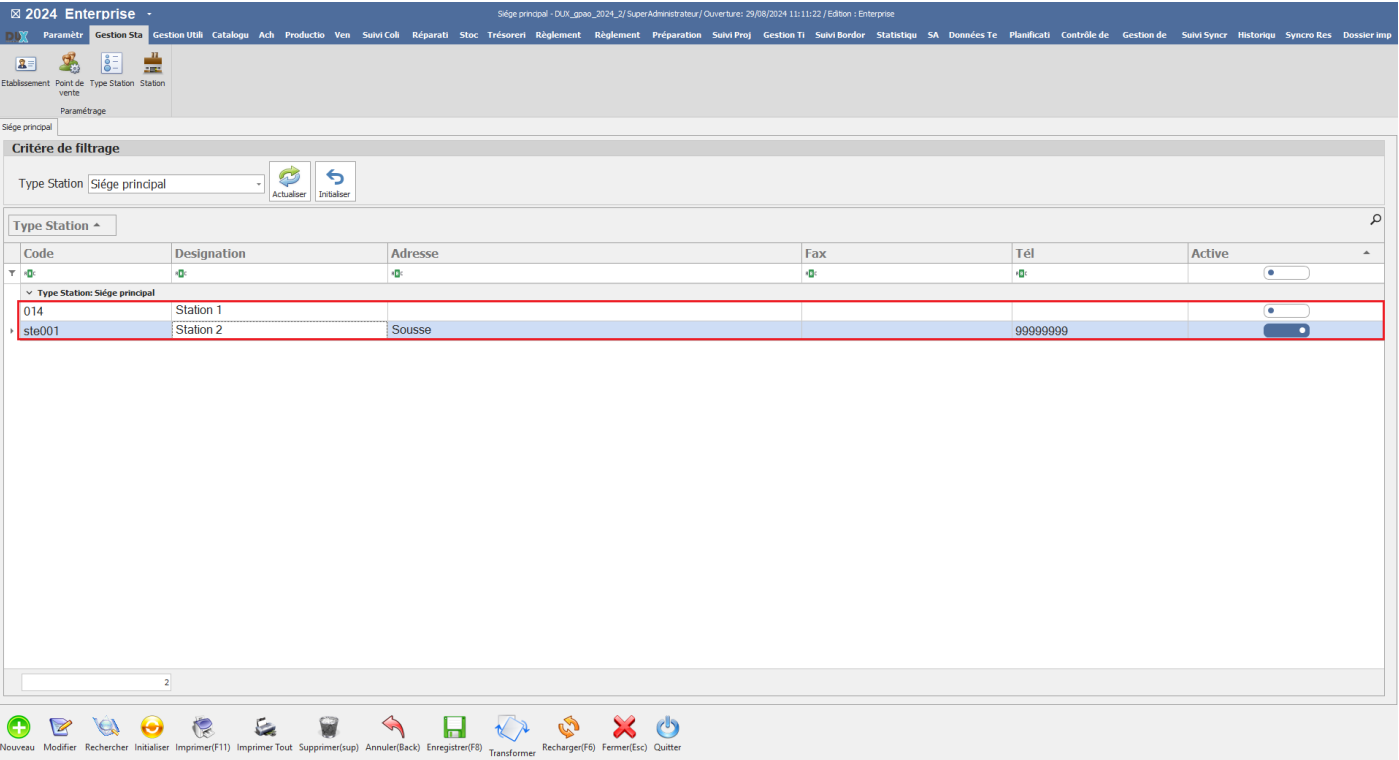 2024 Enterprise
Siége principal - DUX_gpao_2024_2/ SuperAdministrateur/ Ouverture: 29/08/2024 11:11:22 / Edition : Enterprise
DUX Paramètr Gestion Sta Gestion Utili Catalogu Ach Productio Ven Suivi Coli Réparati Stoc Trésoreri Règlement Règlement Préparation Suivi Proj Gestion Ti Suivi Bordor Statistiqu SA Données Te Planificati Contrôle de Gestion de Suivi Syncr Historiqu Syncro Res Dossier imp
Etablissement Point de vente Type Station Station
Paramétrage
Siége principal
Critére de filtrage
Type Station Siége principal Actualiser Initialiser
Type Station
Code Designation Adresse Fax Tél Active
Type Station: Siége principal
014 Station 1
ste001 Station 2 Sousse 99999999
2
Nouveau Modifier Rechercher Initialiser Imprimer(F11) Imprimer Tout Supprimer(sup) Annuler(Back) Enregistrer(F8) Transformer Recharger(F6) Fermer(Esc) Quitter